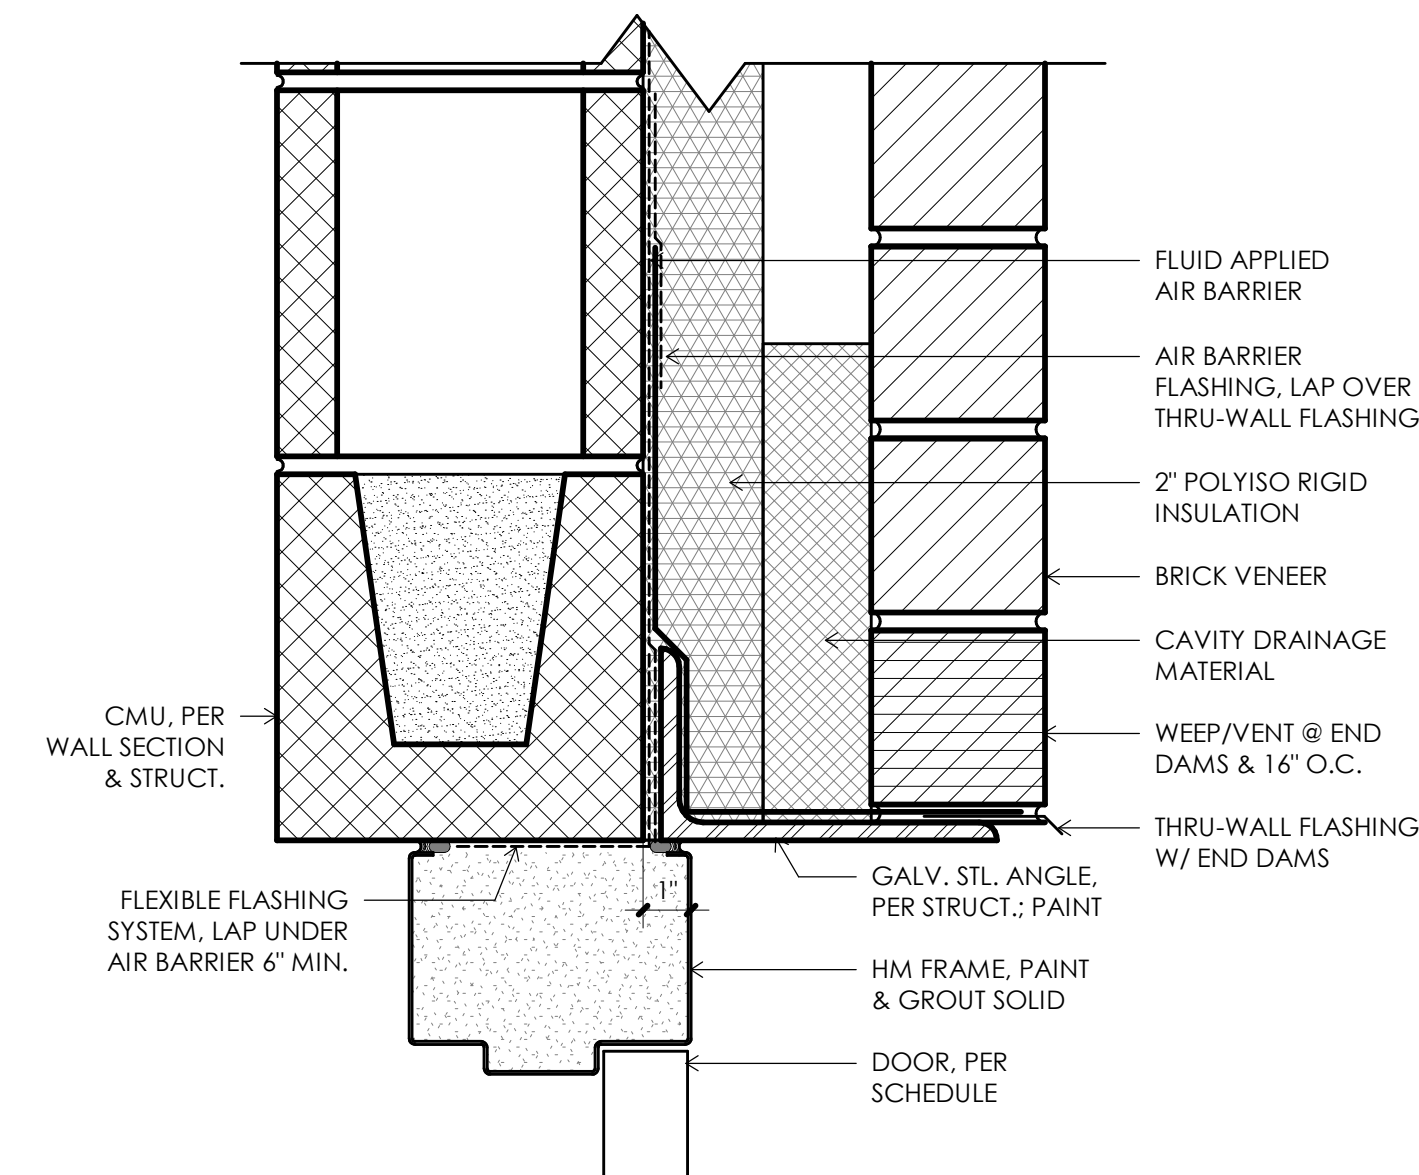 FLUID APPLIED
AIR BARRIER
AIR BARRIER
FLASHING, LAP OVER
THRU-WALL FLASHING
2" POLYISO RIGID
INSULATION
BRICK VENEER
CAVITY DRAINAGE
MATERIAL
CMU, PER
WALL SECTION
& STRUCT.
WEEP/VENT @ END
DAMS & 16" O.C.
THRU-WALL FLASHING
W/ END DAMS
GALV. STL. ANGLE,
PER STRUCT.; PAINT
1"
FLEXIBLE FLASHING
SYSTEM, LAP UNDER
AIR BARRIER 6" MIN.
HM FRAME, PAINT
& GROUT SOLID
DOOR, PER
SCHEDULE